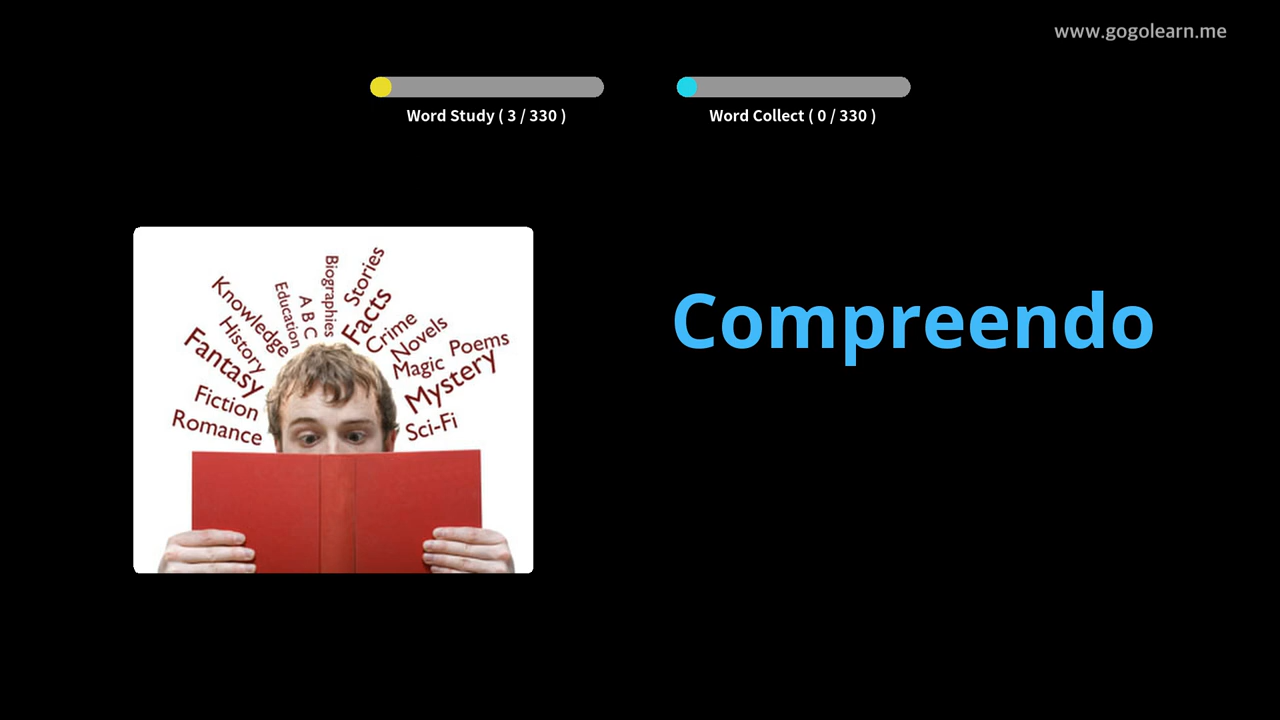 www.gogolearn.me
Word Study ( 3 / 330 )
Word Collect ( 0 / 330 )
Compreendo
Romance
Fiction
Fantasy
History
Knowledge
Education
A B C
Biographies
Stories
Facts
Crime
Novels
Magic
Poems
Mystery
Sci-Fi